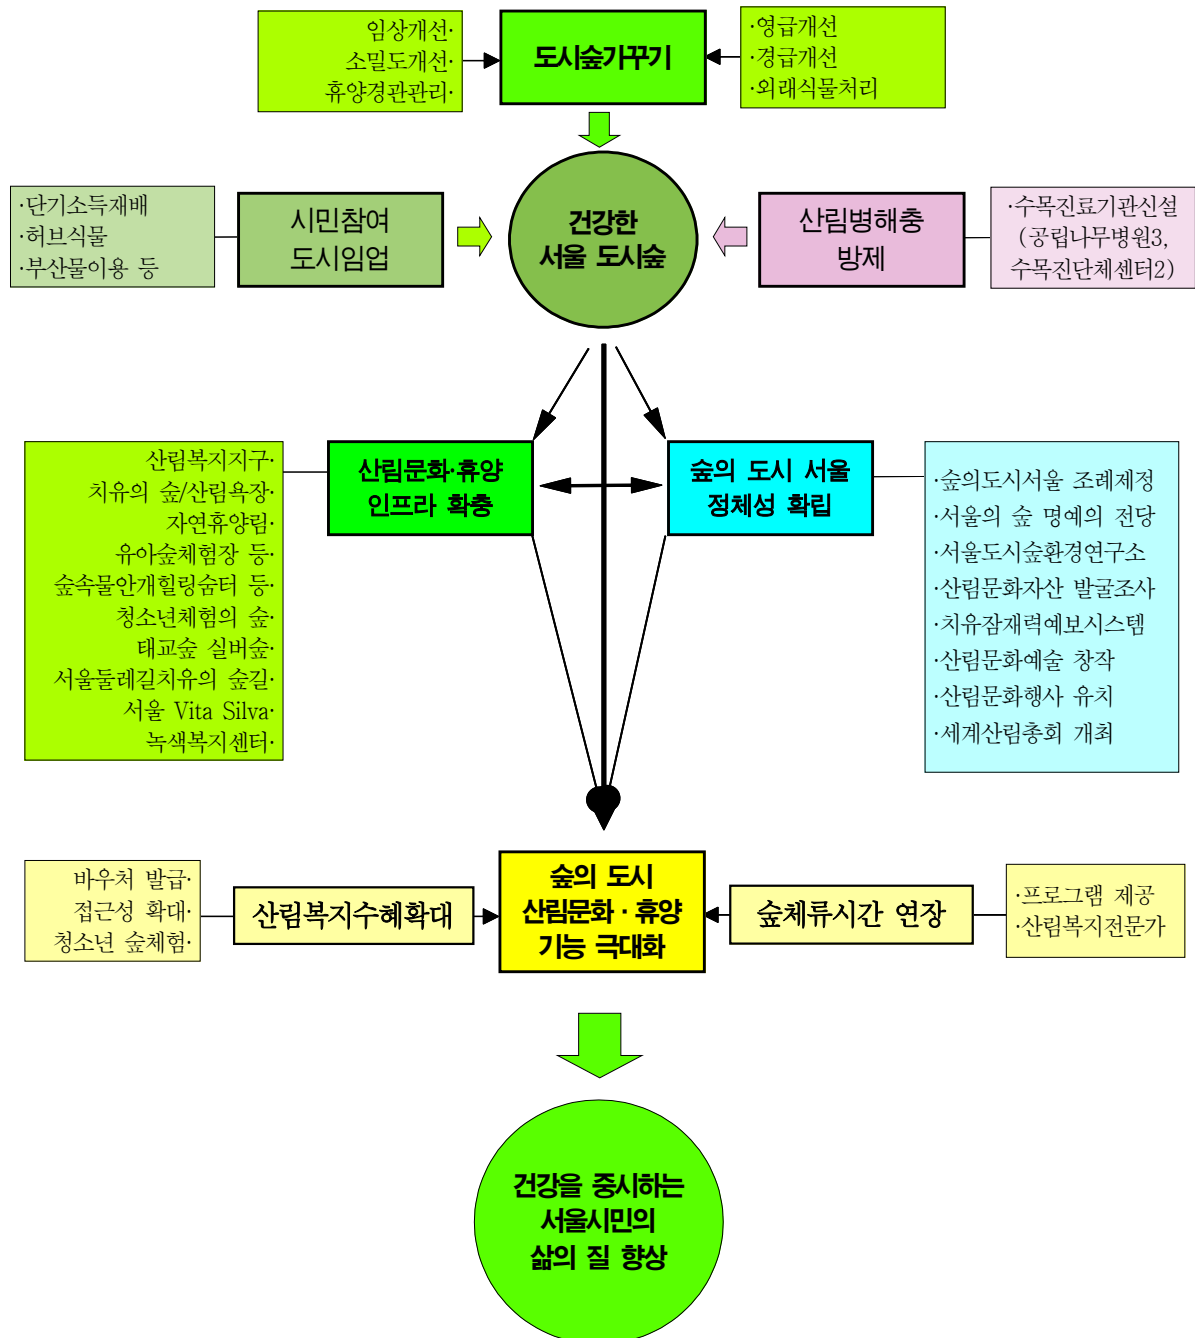 임상개선·
소밀도개선·
휴양경관관리·
도시숲가꾸기
·영급개선
·경급개선
·외래식물처리
·단기소득재배
·허브식물
·부산물이용 등
시민참여
도시임업
건강한
서울 도시숲
산림병해충
방제
·수목진료기관신설
(공립나무병원3,
수목진단체센터2)
산림복지지구·
치유의 숲/산림욕장·
자연휴양림·
유아숲체험장 등·
숲속물안개힐링숨터 등·
청소년체험의 숲·
태교숲 실버숲·
서울둘레길치유의 숲길·
서울 Vita Silva·
녹색복지센터·
산림문화·휴양
인프라 확충
숲의 도시 서울
정체성 확립
·숲의도시서울 조례제정
·서울의 숲 명예의 전당
·서울도시숲환경연구소
·산림문화자산 발굴조사
·치유잠재력예보시스템
·산림문화예술 창작
·산림문화행사 유치
·세계산림총회 개최
바우처 발급·
접근성 확대·
청소년 숲체험·
산림복지수혜확대
숲의 도시
산림문화 · 휴양
기능 극대화
숲체류시간 연장
·프로그램 제공
·산림복지전문가
건강을 중시하는
서울시민의
삶의 질 향상